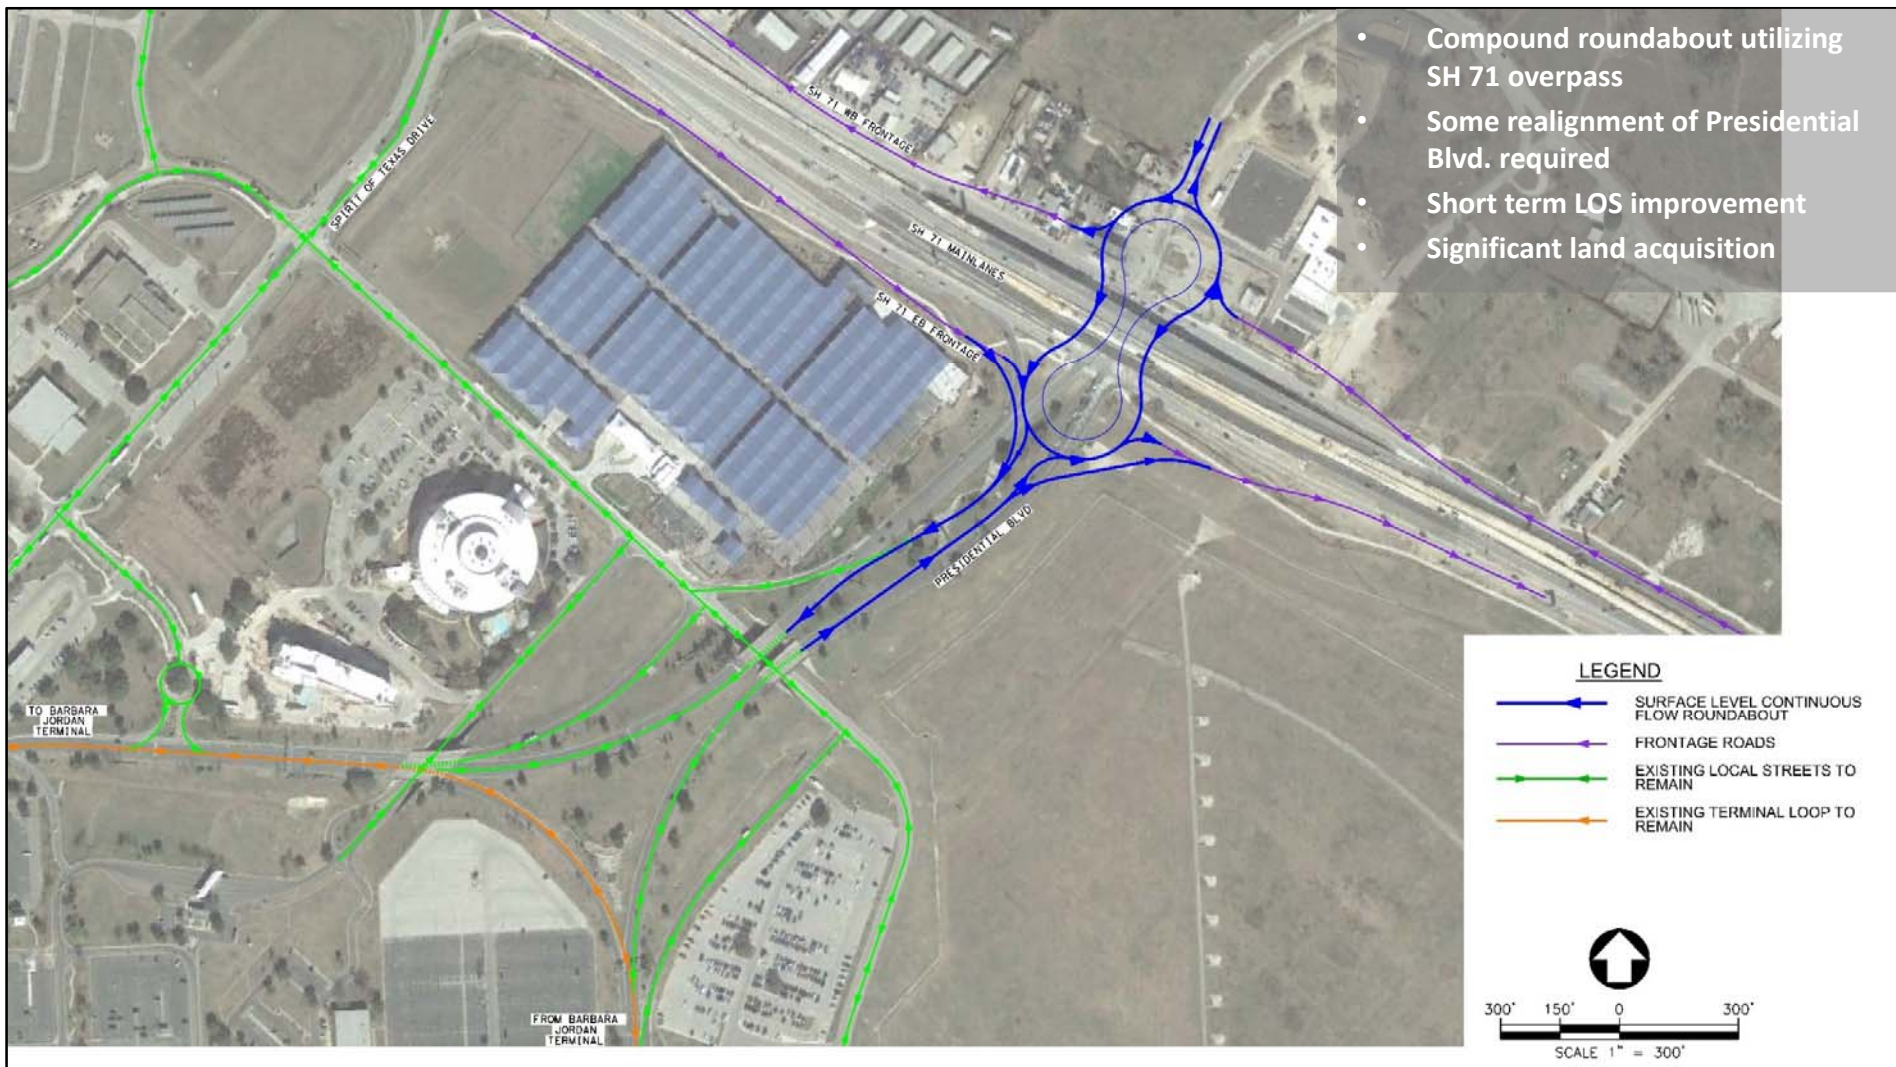 • Compound roundabout utilizing
SH 71 overpass
• Some realignment of Presidential
Blvd. required
• Short term LOS improvement
• Significant land acquisition
SH 71 WB FRONTAGE
SPIRIT OF TEXAS DRIVE
SH 71 MAINLANES
SH 71 EB FRONTAGE
PRESIDENTIAL BLVD
TO BARBARA
JORDAN
TERMINAL
FROM BARBARA
JORDAN
TERMINAL
LEGEND
SURFACE LEVEL CONTINUOUS
FLOW ROUNDABOUT
FRONTAGE ROADS
EXISTING LOCAL STREETS TO
REMAIN
EXISTING TERMINAL LOOP TO
REMAIN
300' 150' 0 300'
SCALE 1" = 300'